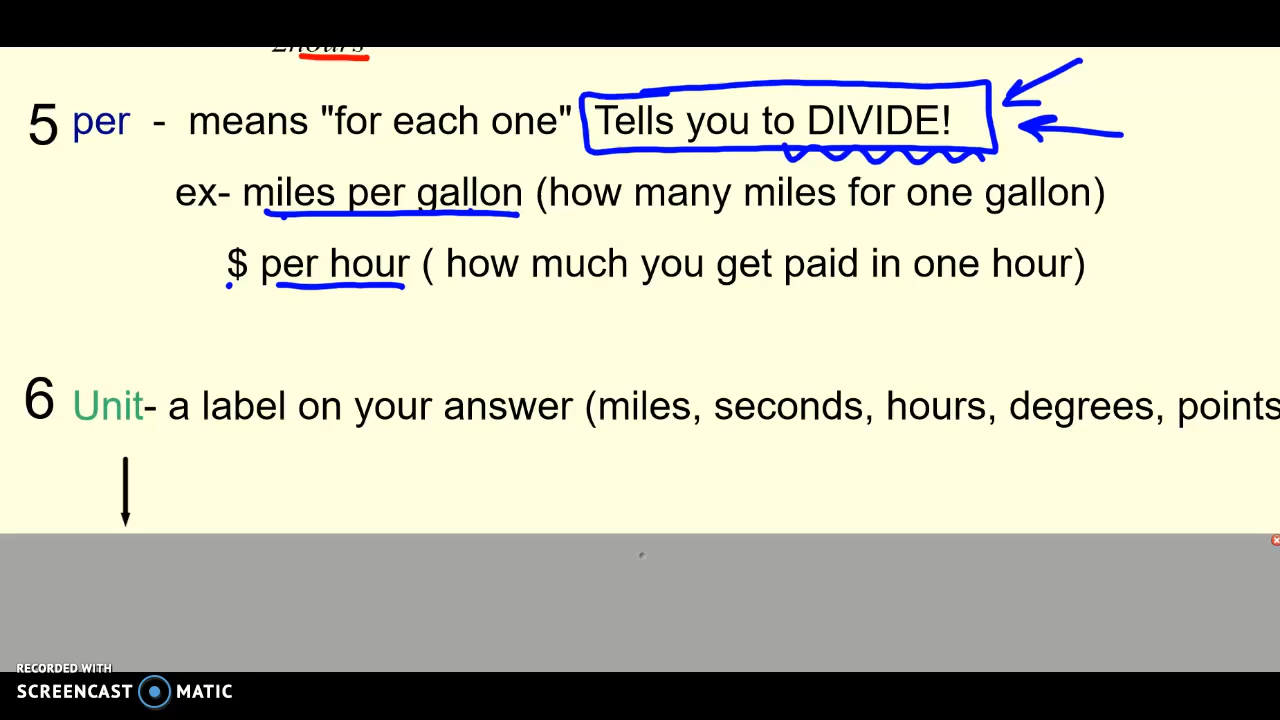 2hours
5 per - means "for each one" Tells you to DIVIDE!
ex- miles per gallon (how many miles for one gallon)
$ per hour ( how much you get paid in one hour)
6 Unit- a label on your answer (miles, seconds, hours, degrees, points
RECORDED WITH
SCREENCAST MATIC